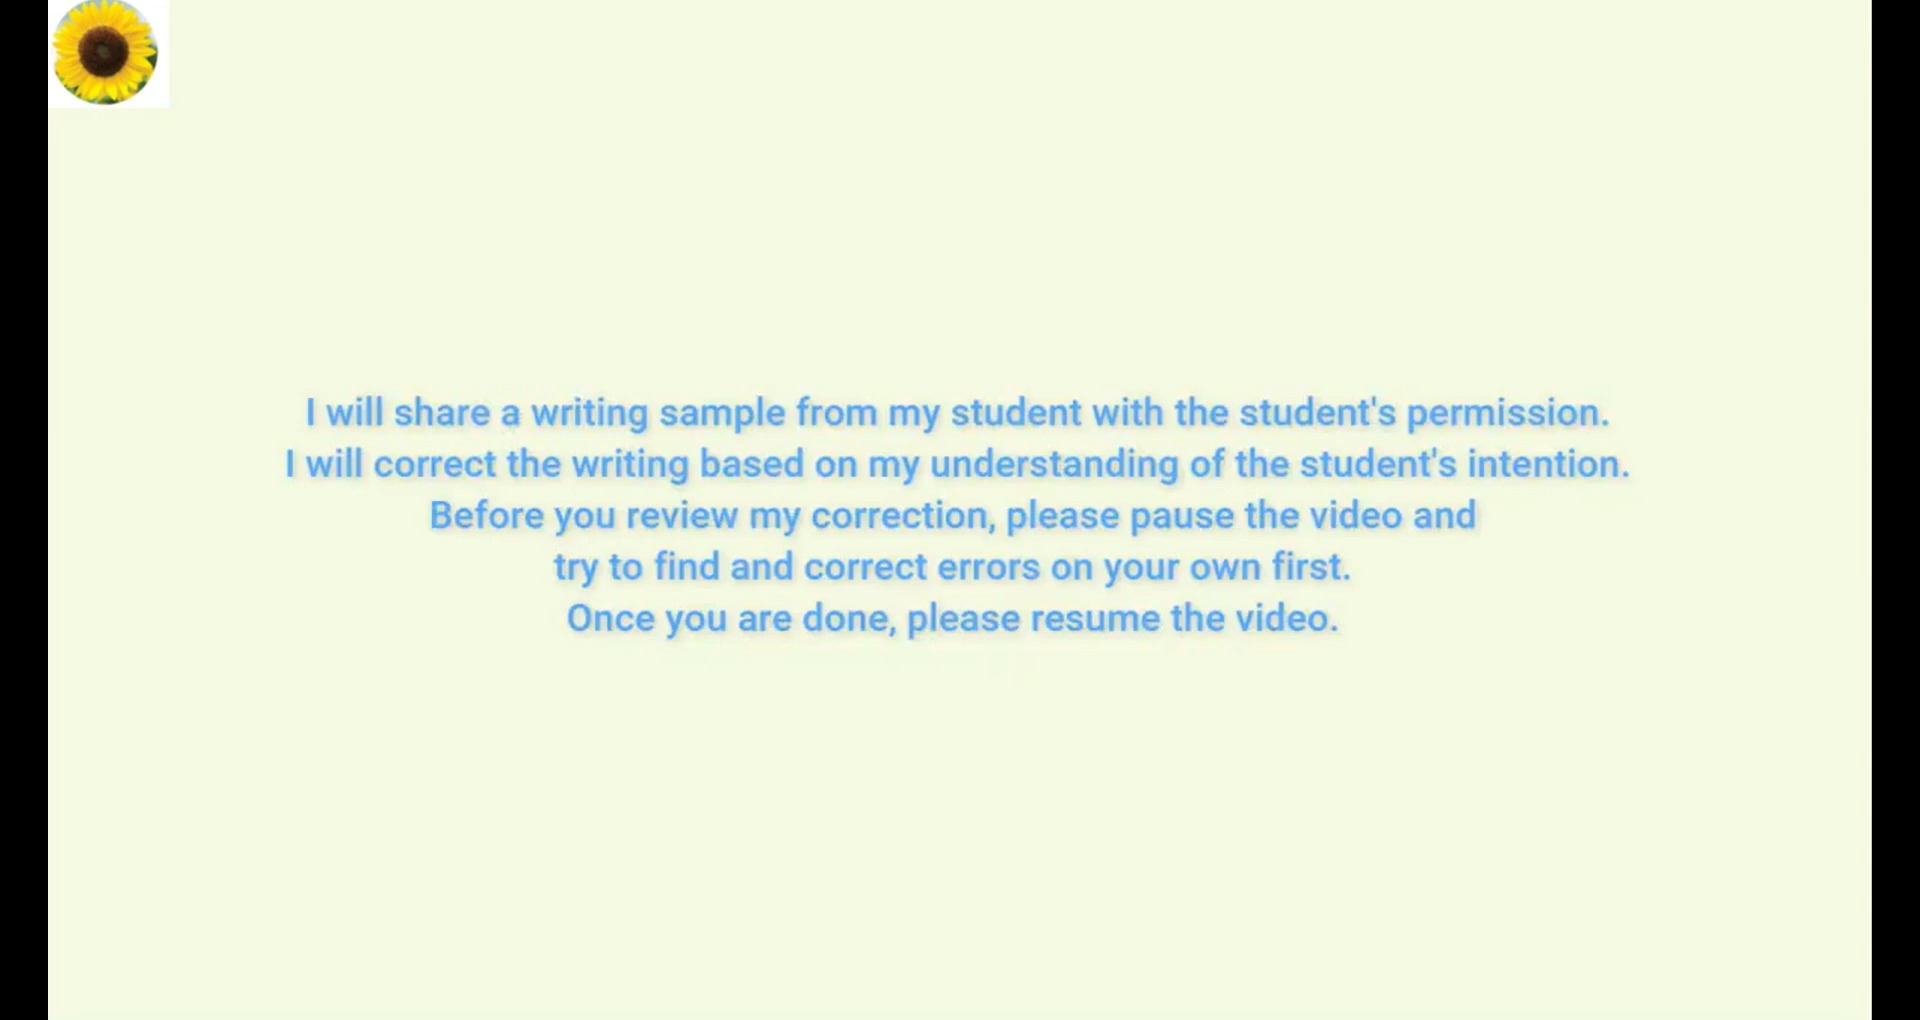 I will share a writing sample from my student with the student's permission.
I will correct the writing based on my understanding of the student's intention.
Before you review my correction, please pause the video and
try to find and correct errors on your own first.
Once you are done, please resume the video.